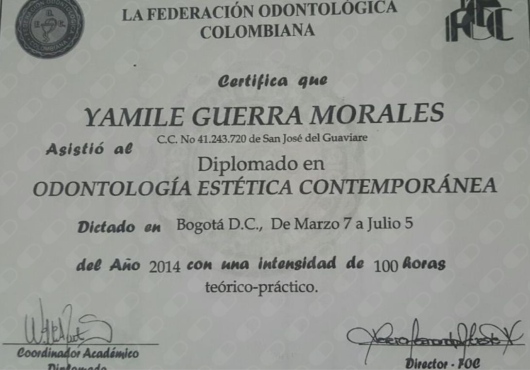 LA FEDERACIÓN ODONTOLÓGICA
COLOMBIANA
Certifica que
YAMILE GUERRA MORALES
C.C. No 41.243.720 de San José del Guaviare
Asistió al
Diplomado en
ODONTOLOGÍA ESTÉTICA CONTEMPORÁNEA
Dictado en Bogotá D.C., De Marzo 7 a Julio 5
del Año 2014 con una intensidad de 100 horas
teórico-práctico.
Coordinador Académico
Diplomado
Director - FOC